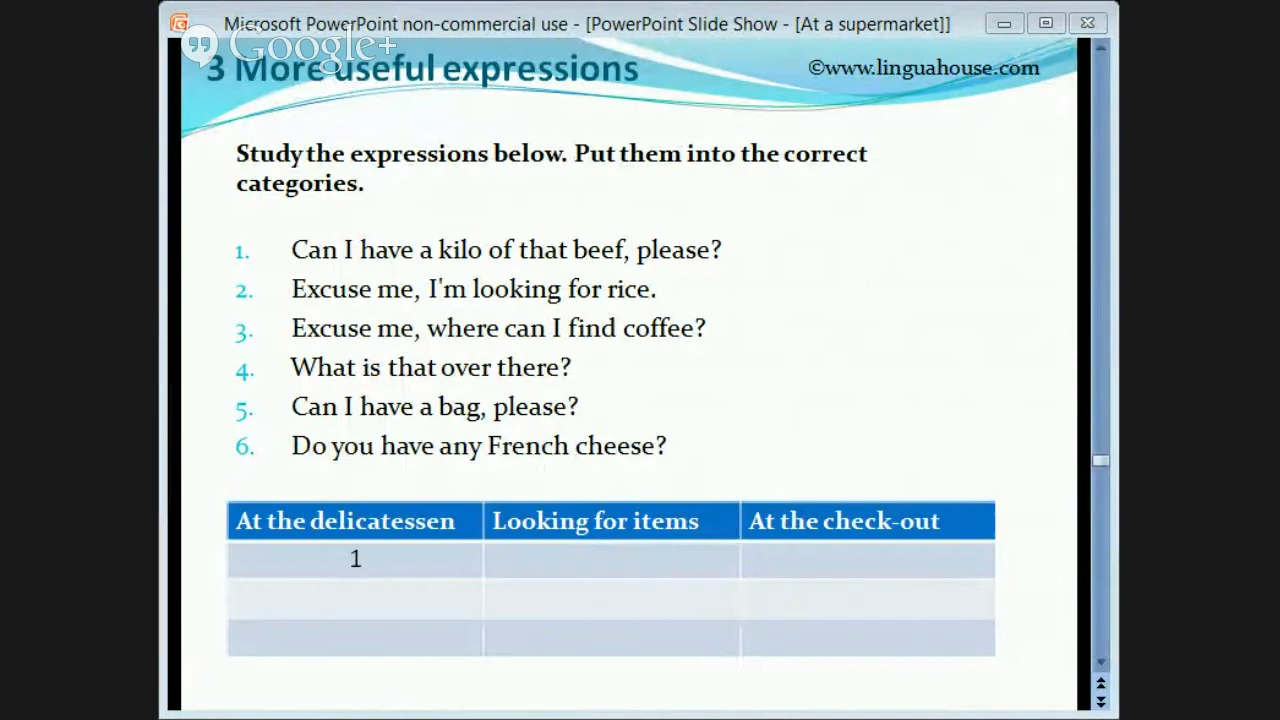 Microsoft PowerPoint non-commercial use - [PowerPoint Slide Show - [At a supermarket]]
Google+
3 More useful expressions
©www.linguahouse.com
Study the expressions below. Put them into the correct
categories.
1. Can I have a kilo of that beef, please?
2. Excuse me, I'm looking for rice.
3. Excuse me, where can I find coffee?
4. What is that over there?
5. Can I have a bag, please?
6. Do you have any French cheese?
At the delicatessen Looking for items At the check-out
1